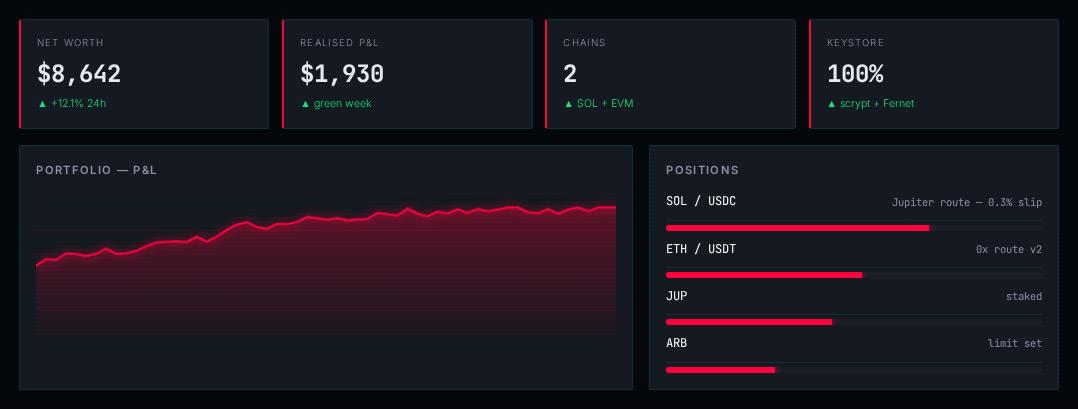 NET WORTH
$8,642
▲ +12.1% 24h
REALISED P&L
$1,930
▲ green week
CHAINS
2
▲ SOL + EVM
KEYSTORE
100%
▲ scrypt + Fernet
PORTFOLIO — P&L
POSITIONS
SOL / USDC
Jupiter route — 0.3% slip
ETH / USDT
0x route v2
JUP
staked
ARB
limit set